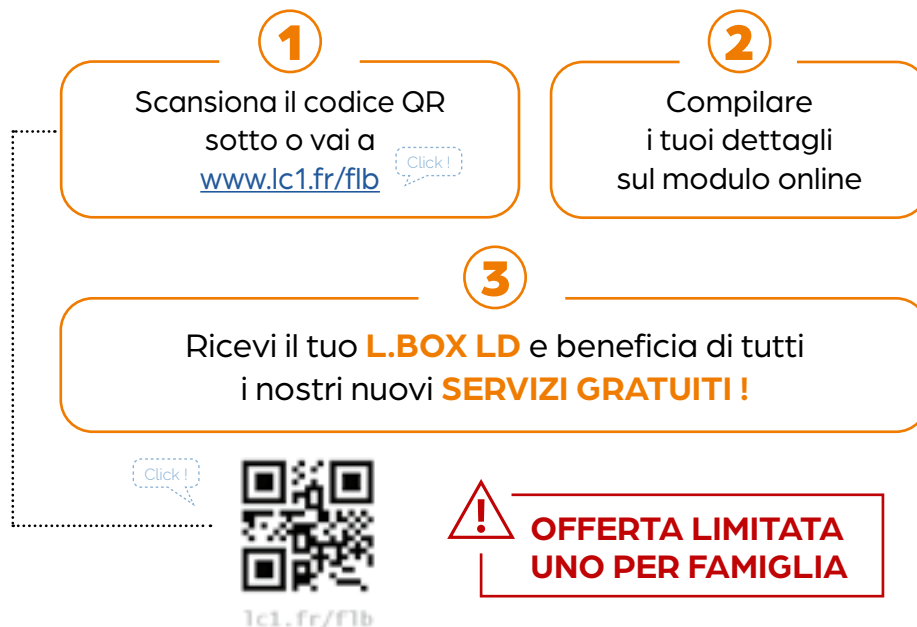 1
Scansiona il codice QR
sotto o vai a
www.lc1.fr/flb
Click !
2
Compilare
i tuoi dettagli
sul modulo online
3
Ricevi il tuo L.BOX LD e beneficia di tutti
i nostri nuovi SERVIZI GRATUITI !
Click !
lc1.fr/flb
!
OFFERTA LIMITATA
UNO PER FAMIGLIA